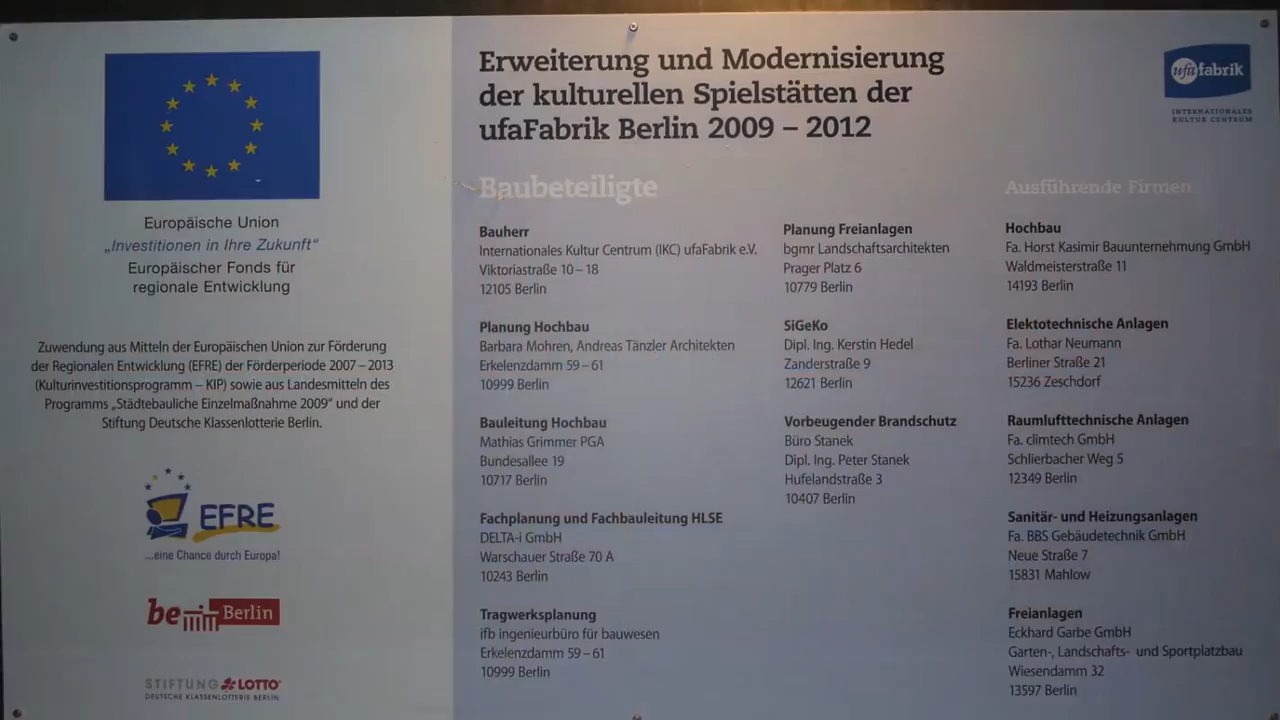 Europäische Union
„Investitionen in Ihre Zukunft“
Europäischer Fonds für
regionale Entwicklung
Zuwendung aus Mitteln der Europäischen Union zur Förderung
der Regionalen Entwicklung (EFRE) der Förderperiode 2007 – 2013
(Kulturinvestitionsprogramm – KIP) sowie aus Landesmitteln des
Programms „Städtebauliche Einzelmaßnahme 2009“ und der
Stiftung Deutsche Klassenlotterie Berlin.
EFRE
...eine Chance durch Europa!
be Berlin
STIFTUNG LOTTO
DEUTSCHE KLASSENLOTTERIE BERLIN
Erweiterung und Modernisierung
der kulturellen Spielstätten der
ufaFabrik Berlin 2009 – 2012
ufafabrik
INTERNATIONALES
KULTUR CENTRUM
Baubeteiligte
Bauherr
Internationales Kultur Centrum (IKC) ufaFabrik e.V.
Viktoriastraße 10 – 18
12105 Berlin
Planung Hochbau
Barbara Mohren, Andreas Tänzler Architekten
Erkelenzdamm 59 – 61
10999 Berlin
Bauleitung Hochbau
Mathias Grimmer PGA
Bundesallee 19
10717 Berlin
Fachplanung und Fachbauleitung HLSE
DELTA-i GmbH
Warschauer Straße 70 A
10243 Berlin
Tragwerksplanung
ifb ingenieurbüro für bauwesen
Erkelenzdamm 59 – 61
10999 Berlin
Planung Freianlagen
bgmr Landschaftsarchitekten
Prager Platz 6
10779 Berlin
SiGeKo
Dipl. Ing. Kerstin Hedel
Zanderstraße 9
12621 Berlin
Vorbeugender Brandschutz
Büro Stanek
Dipl. Ing. Peter Stanek
Hufelandstraße 3
10407 Berlin
Ausführende Firmen
Hochbau
Fa. Horst Kasimir Bauunternehmung GmbH
Waldmeisterstraße 11
14193 Berlin
Elektotechnische Anlagen
Fa. Lothar Neumann
Berliner Straße 21
15236 Zeschdorf
Raumlufttechnische Anlagen
Fa. climtech GmbH
Schlierbacher Weg 5
12349 Berlin
Sanitär- und Heizungsanlagen
Fa. BBS Gebäudetechnik GmbH
Neue Straße 7
15831 Mahlow
Freianlagen
Eckhard Garbe GmbH
Garten-, Landschafts- und Sportplatzbau
Wiesendamm 32
13597 Berlin